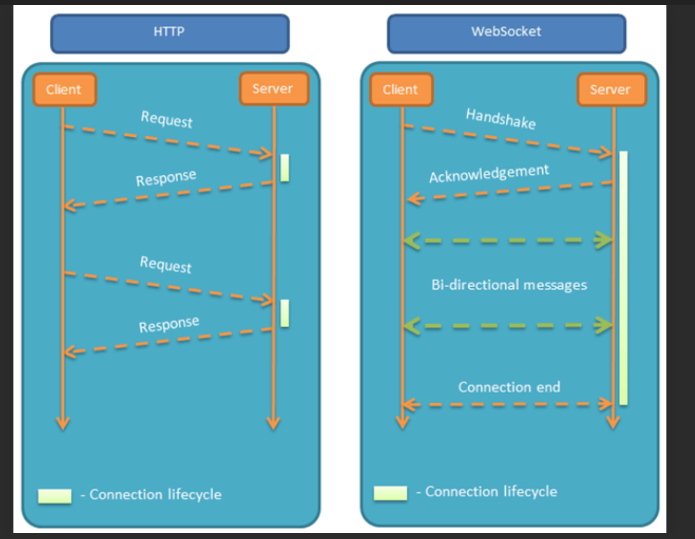 HTTP
Client
Server
Request
Response
Request
Response
- Connection lifecycle
WebSocket
Client
Server
Handshake
Acknowledgement
Bi-directional messages
Connection end
- Connection lifecycle